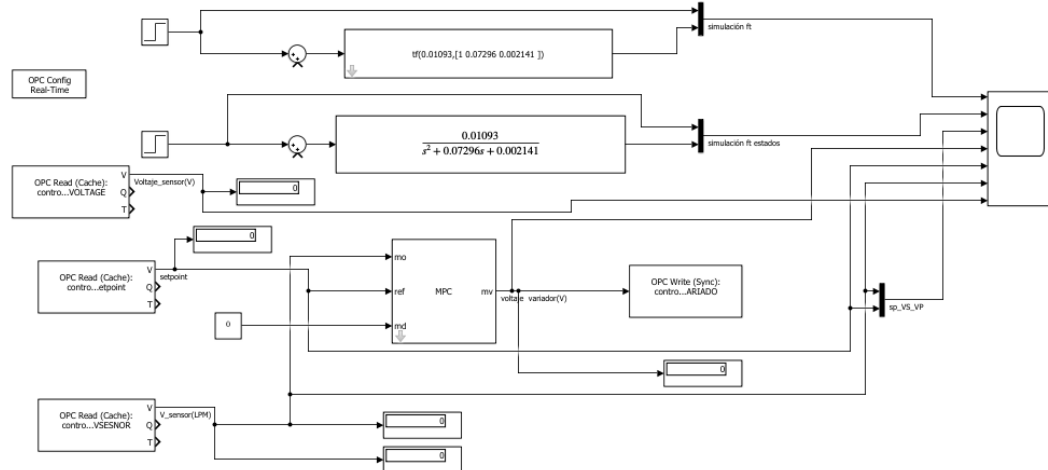 simulación ft
tf(0.01093,[1 0.07296 0.002141 ])
OPC Config
Real-Time
0.01093
s² + 0.07296s + 0.002141
simulación ft estados
OPC Read (Cache):
contro...VOLTAGE
V
Q
T
Voltaje_sensor(V)
0
0
OPC Read (Cache):
contro...etpoint
V
Q
T
setpoint
mo
ref
md
MPC
mv
voltaje variador(V)
OPC Write (Sync):
contro...ARIADO
sp_VS_VP
0
0
OPC Read (Cache):
contro...VSESNOR
V
Q
T
V_sensor(LPM)
0
0